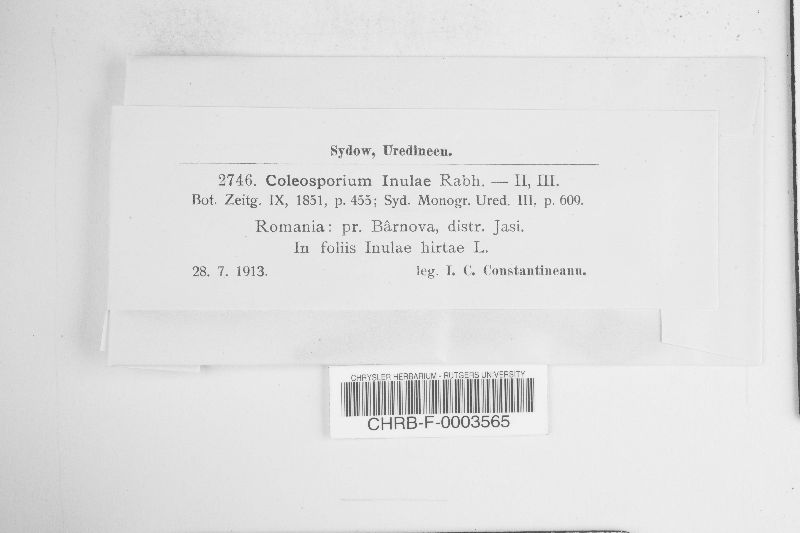 Sydow, Uredineen.
2746. Coleosporium Inulae Rabh. — II, III.
Bot. Zeitg. IX, 1851, p. 455; Syd. Monogr. Ured. III, p. 609.
Romania: pr. Bârnova, distr. Jasi.
In foliis Inulae hirtae L.
28. 7. 1913. leg. I. C. Constantineanu.
CHRYSLER HERBARIUM - RUTGERS UNIVERSITY
CHRB-F-0003565